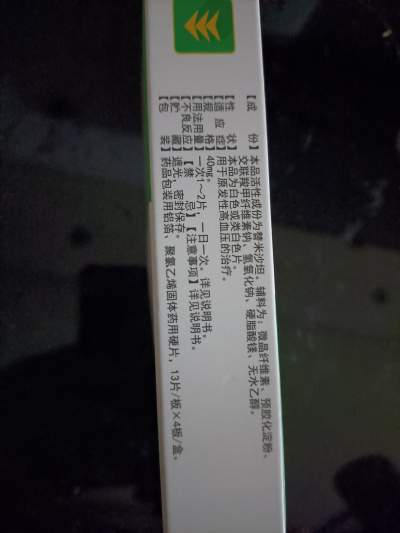 【成　　份】本品活性成份为替米沙坦。辅料为：微晶纤维素、预胶化淀粉、
交联羧甲纤维素钠、氢氧化钠、硬脂酸镁、无水乙醇。
【性　　状】本品为白色或类白色片。
【适 应 症】用于原发性高血压的治疗。
【规　　格】40mg。
【用法用量】一次1～2片，一日一次。详见说明书。
【不良反应】【禁　　忌】【注意事项】详见说明书。
【贮　　藏】遮光，密封保存。
【包　　装】药品包装用铝箔、聚氯乙烯固体药用硬片，13片/板×4板/盒。